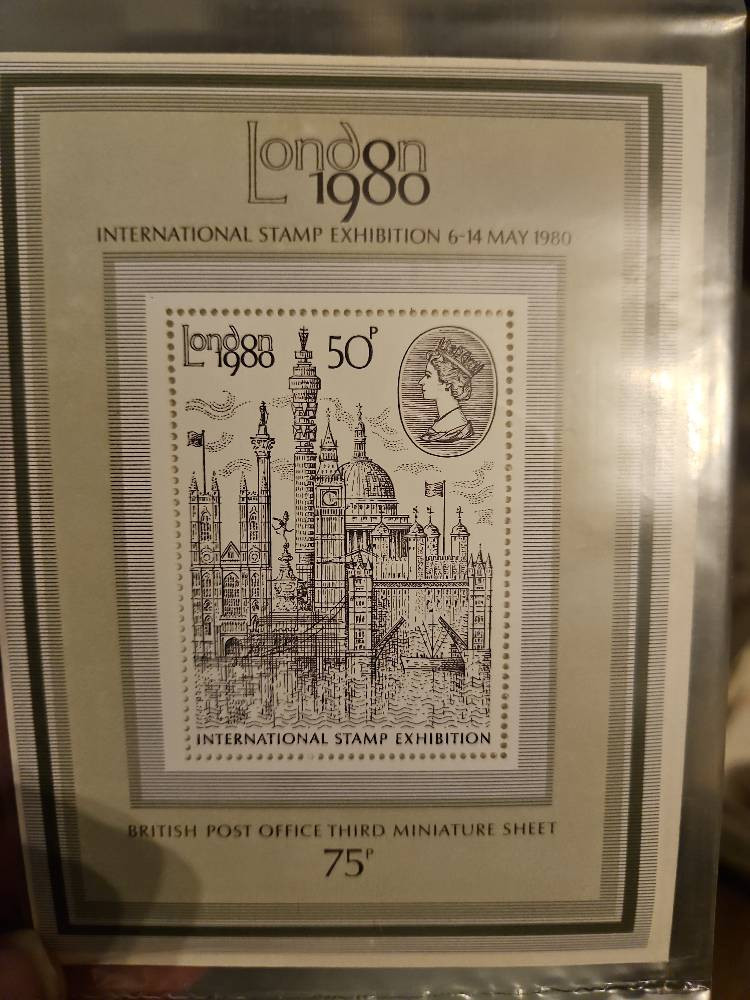 London
1980
INTERNATIONAL STAMP EXHIBITION 6-14 MAY 1980
London
1980
50P
INTERNATIONAL STAMP EXHIBITION
BRITISH POST OFFICE THIRD MINIATURE SHEET
75P